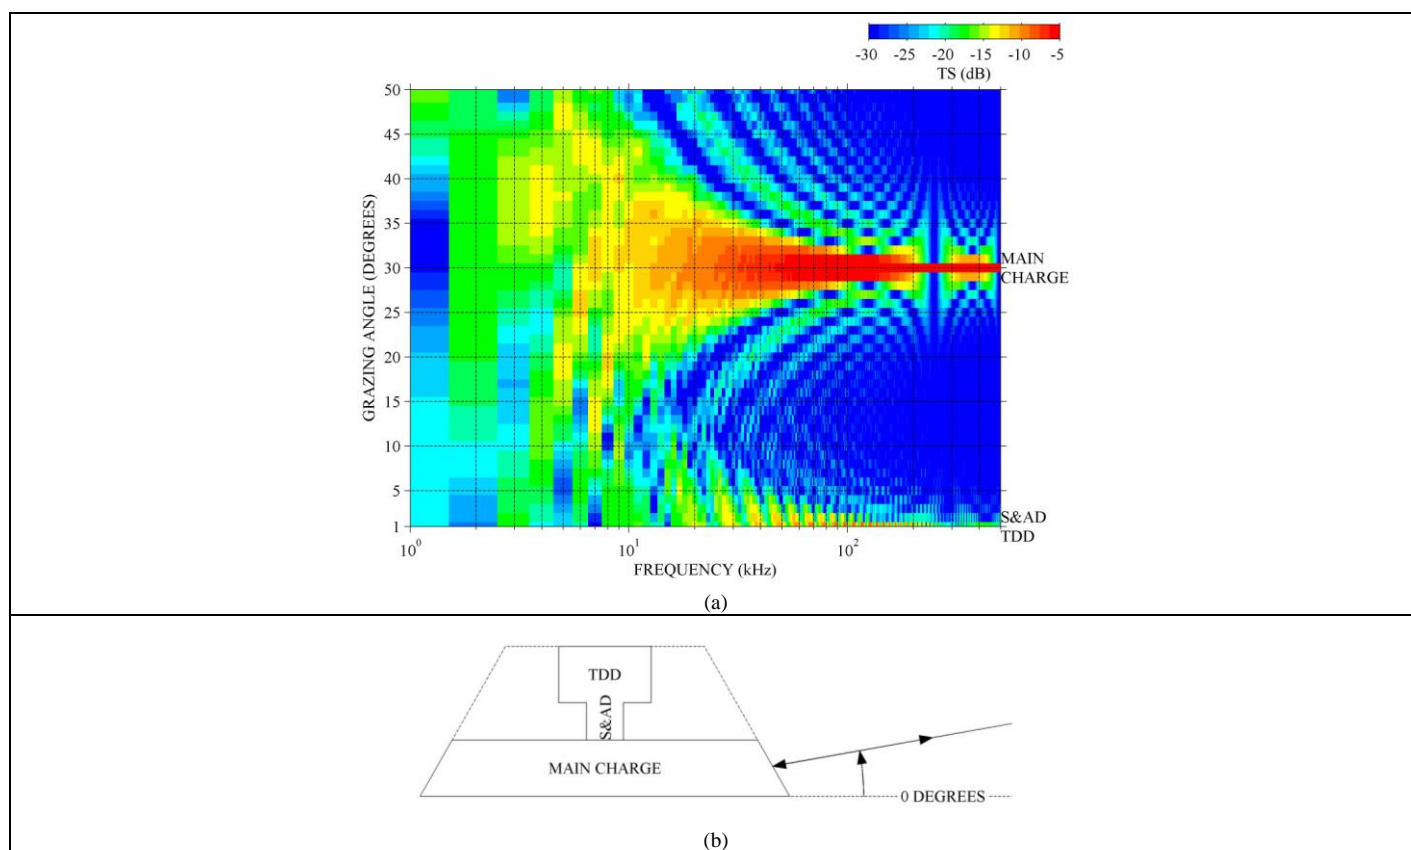 -30 -25 -20 -15 -10 -5
TS (dB)
50
45
40
35
30
25
20
15
10
5
1
GRAZING ANGLE (DEGREES)
MAIN
CHARGE
S&AD
TDD
10⁰ 10¹ 10²
FREQUENCY (kHz)
(a)
TDD
S&AD
MAIN CHARGE
0 DEGREES
(b)